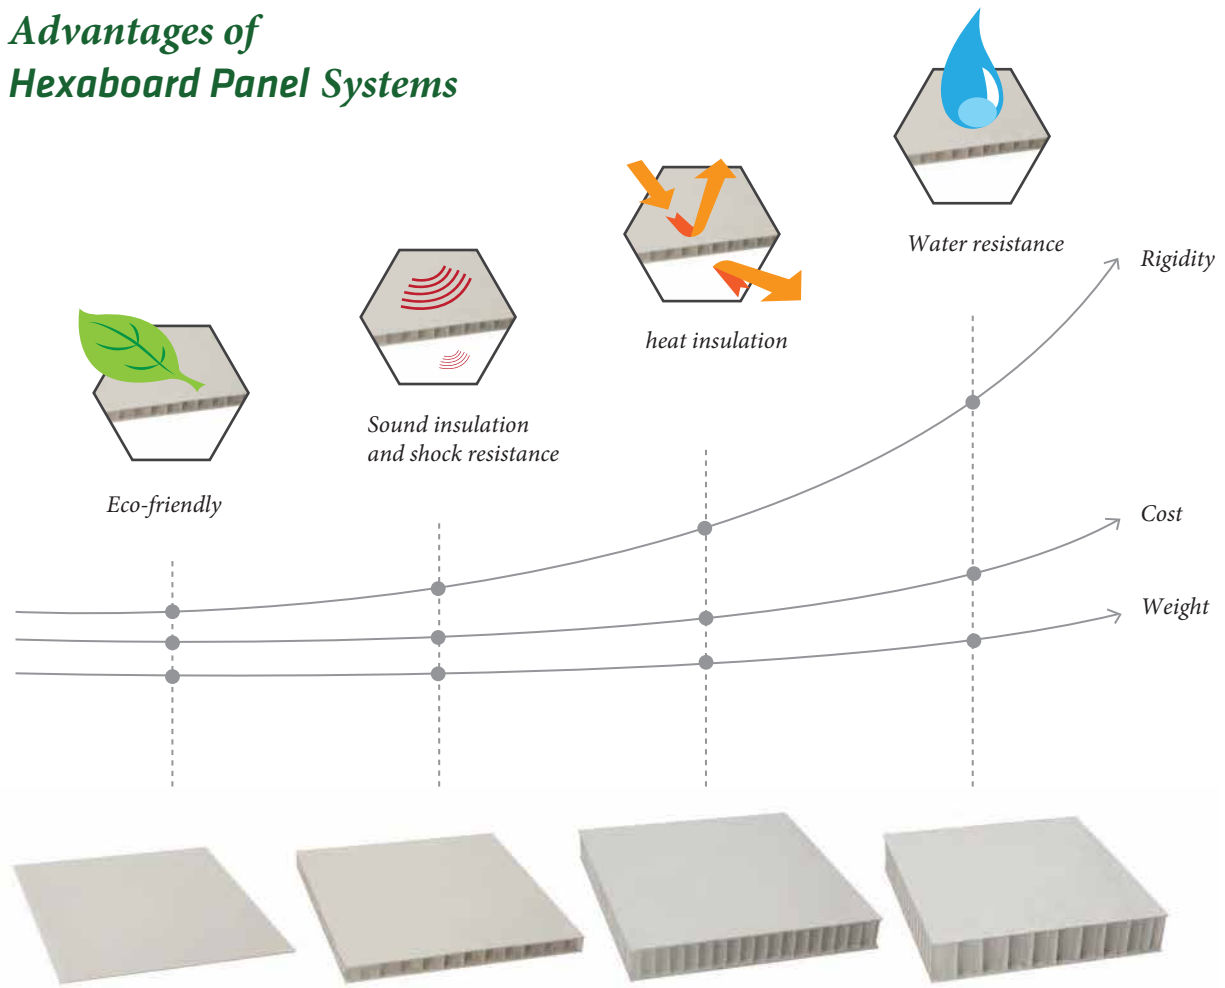 Advantages of
Hexaboard Panel Systems
Water resistance
Rigidity
heat insulation
Sound insulation
and shock resistance
Eco-friendly
Cost
Weight